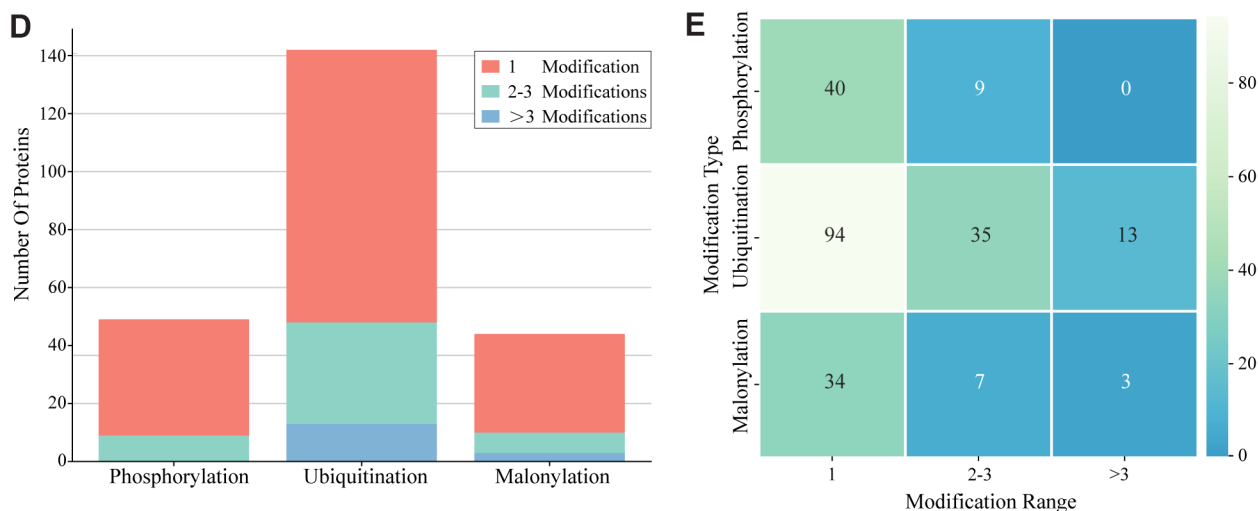 D
Number Of Proteins
140
120
100
80
60
40
20
0
1 Modification
2-3 Modifications
>3 Modifications
Phosphorylation
Ubiquitination
Malonylation
E
Modification Type
Phosphorylation
Ubiquitination
Malonylation
40 9 0
94 35 13
34 7 3
1 2-3 >3
Modification Range
80
60
40
20
0